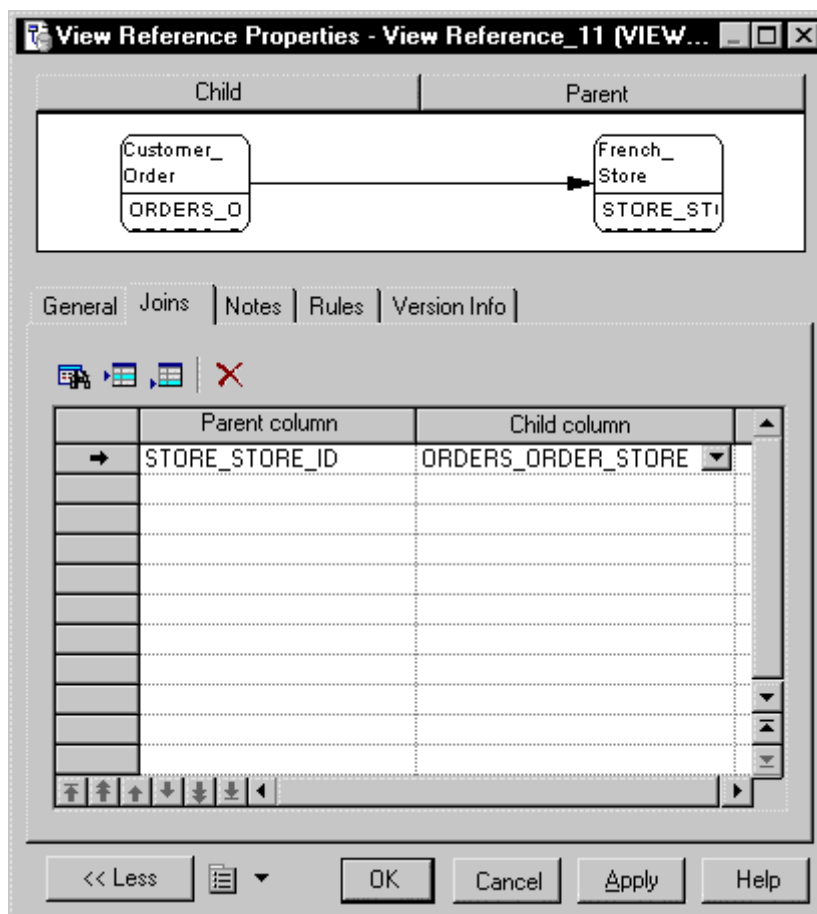 View Reference Properties - View Reference_11 (VIEW...
Child Parent
Customer_
Order
ORDERS_O
French_
Store
STORE_ST
General Joins Notes Rules Version Info
Parent column Child column
STORE_STORE_ID ORDERS_ORDER_STORE
<< Less OK Cancel Apply Help